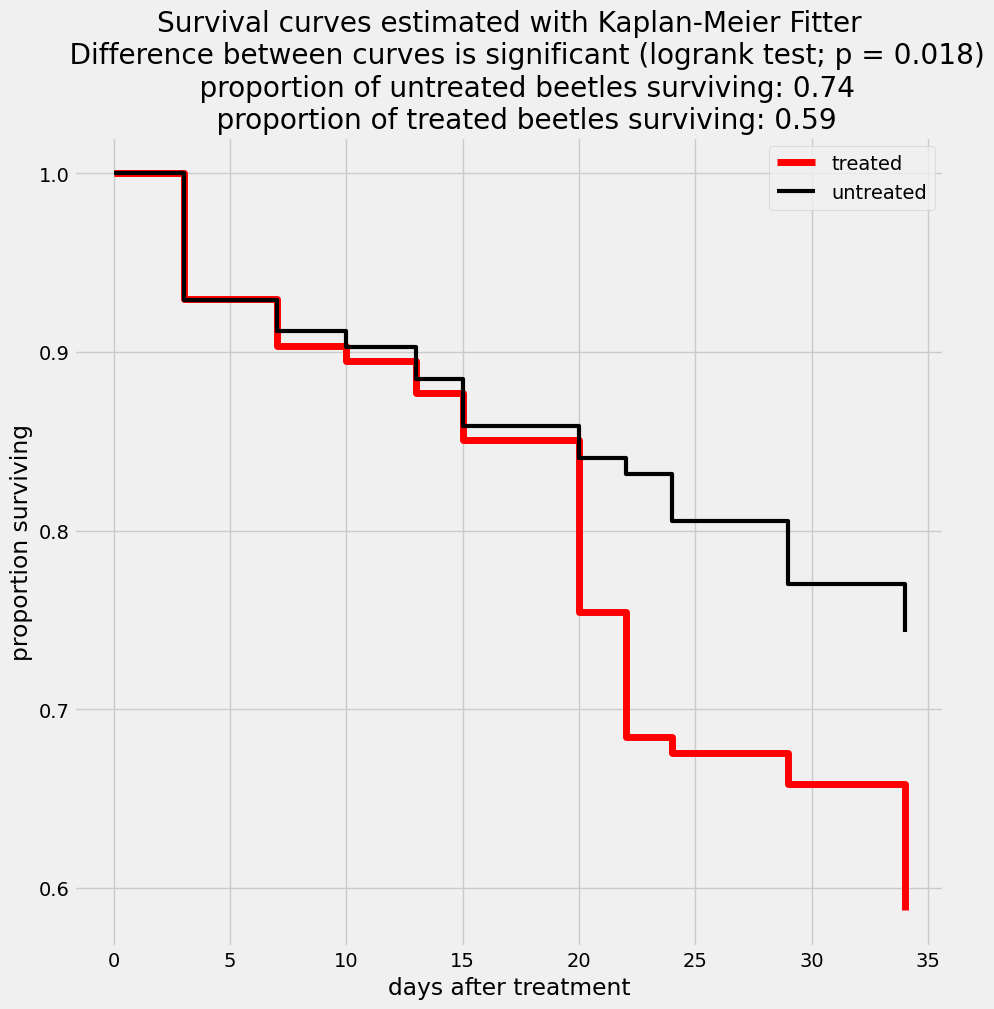 Survival curves estimated with Kaplan-Meier Fitter
Difference between curves is significant (logrank test; p = 0.018)
proportion of untreated beetles surviving: 0.74
proportion of treated beetles surviving: 0.59
treated
untreated
1.0
0.9
0.8
0.7
0.6
proportion surviving
0 5 10 15 20 25 30 35
days after treatment